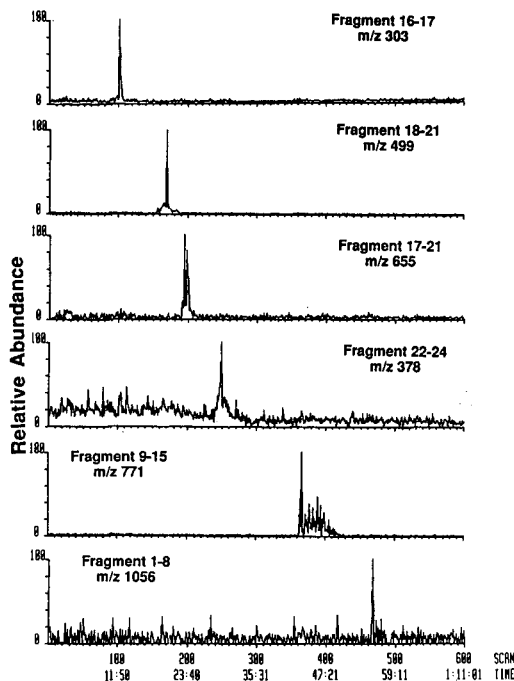 Relative Abundance
100
Fragment 16-17
m/z 303
0
100
Fragment 18-21
m/z 499
0
100
Fragment 17-21
m/z 655
0
100
Fragment 22-24
m/z 378
0
100
Fragment 9-15
m/z 771
0
100
Fragment 1-8
m/z 1056
0
100 200 300 400 500 600 SCAN
11:50 23:40 35:31 47:21 59:11 1:11:01 TIME